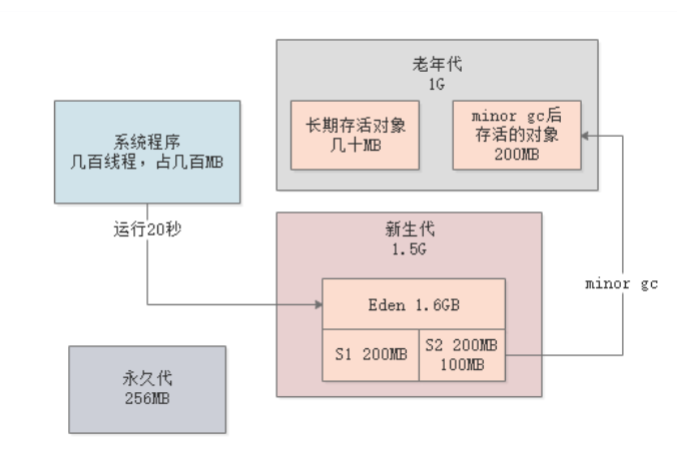 老年代
1G
长期存活对象
几十MB
minor gc后
存活的对象
200MB
系统程序
几百线程，占几百MB
运行20秒
新生代
1.5G
Eden 1.6GB
S1 200MB
S2 200MB
100MB
minor gc
永久代
256MB